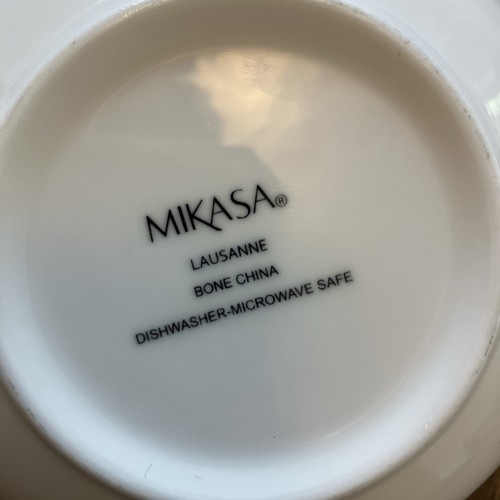 MIKASA®
LAUSANNE
BONE CHINA
DISHWASHER-MICROWAVE SAFE